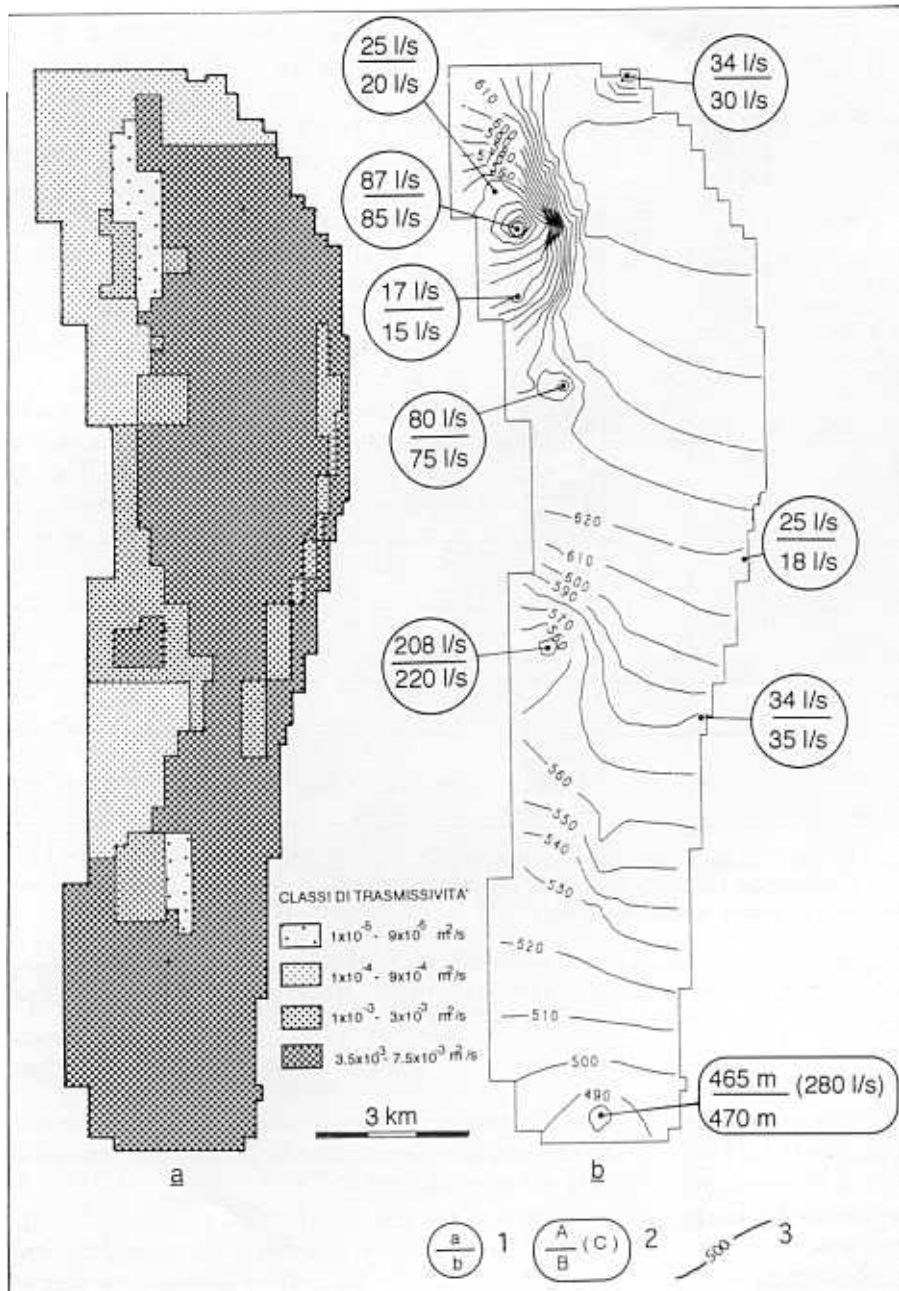 25 l/s
20 l/s
34 l/s
30 l/s
610
600
560
87 l/s
85 l/s
17 l/s
15 l/s
80 l/s
75 l/s
620
25 l/s
18 l/s
610
600
590
570
560
208 l/s
220 l/s
34 l/s
35 l/s
560
550
540
530
520
510
500
490
CLASSI DI TRASMISSIVITA'
1x10⁻⁵ - 9x10⁻⁵ m²/s
1x10⁻⁴ - 9x10⁻⁴ m²/s
1x10⁻³ - 3x10⁻³ m²/s
3.5x10⁻³ - 7.5x10⁻³ m²/s
465 m (280 l/s)
470 m
3 km
a
b
a
b
1
A
B
(C)
2
500
3